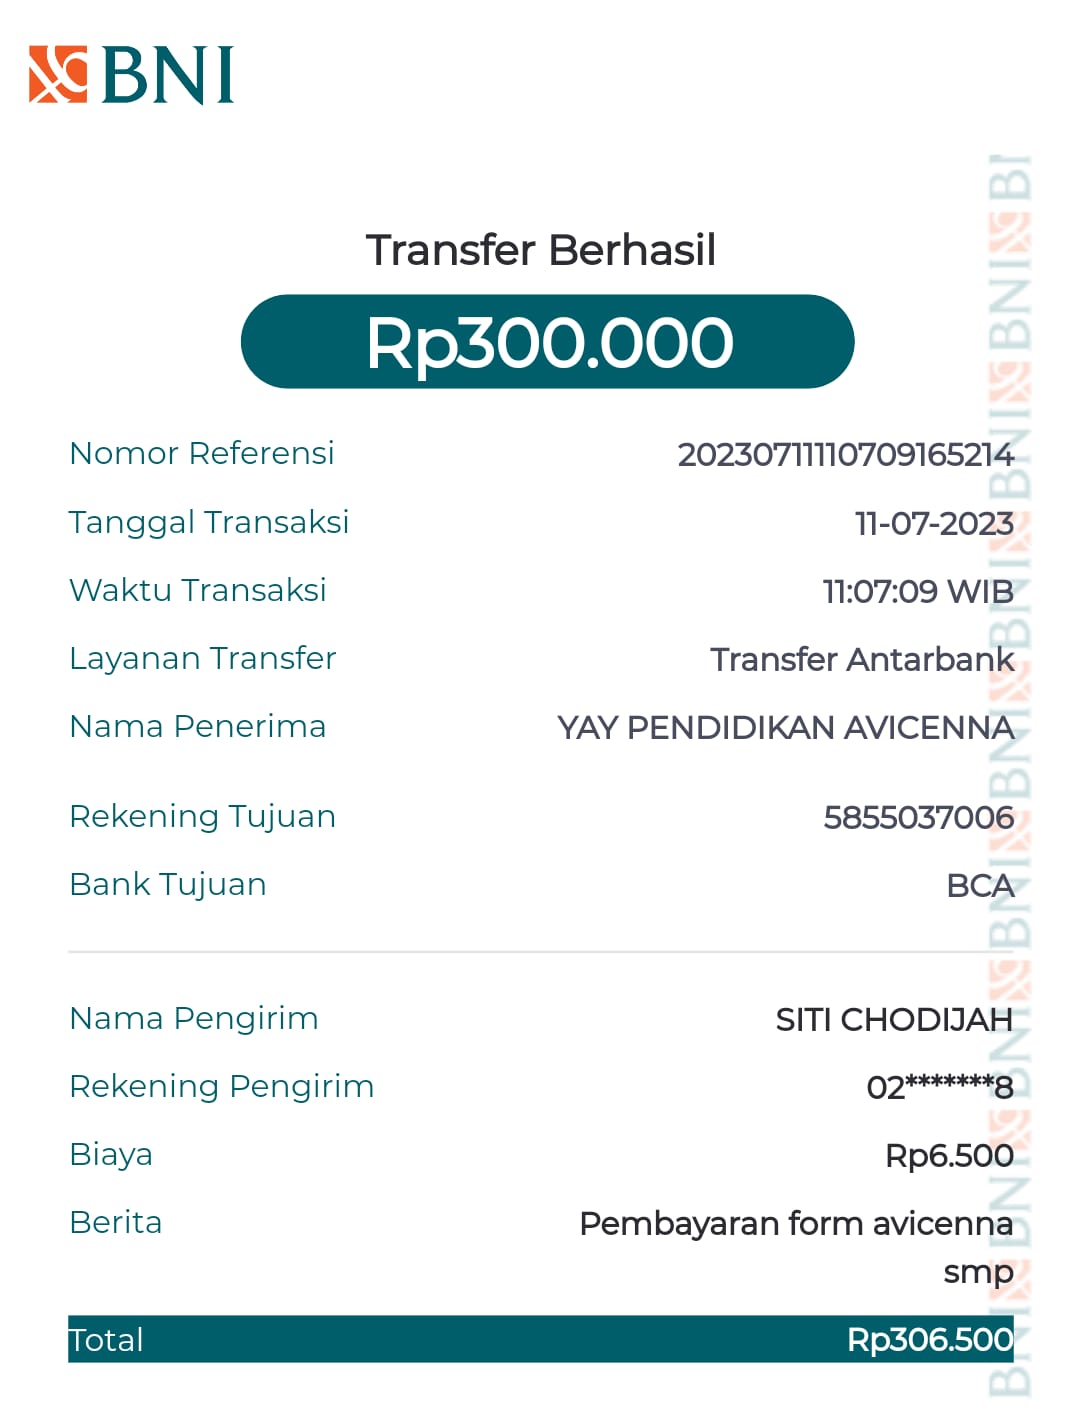 BNI
Transfer Berhasil
Rp300.000
Nomor Referensi 20230711110709165214
Tanggal Transaksi 11-07-2023
Waktu Transaksi 11:07:09 WIB
Layanan Transfer Transfer Antarbank
Nama Penerima YAY PENDIDIKAN AVICENNA
Rekening Tujuan 5855037006
Bank Tujuan BCA
Nama Pengirim SITI CHODIJAH
Rekening Pengirim 02*******8
Biaya Rp6.500
Berita Pembayaran form avicenna
smp
Total Rp306.500
BNI BNI BNI BNI BNI BNI BNI BNI BI